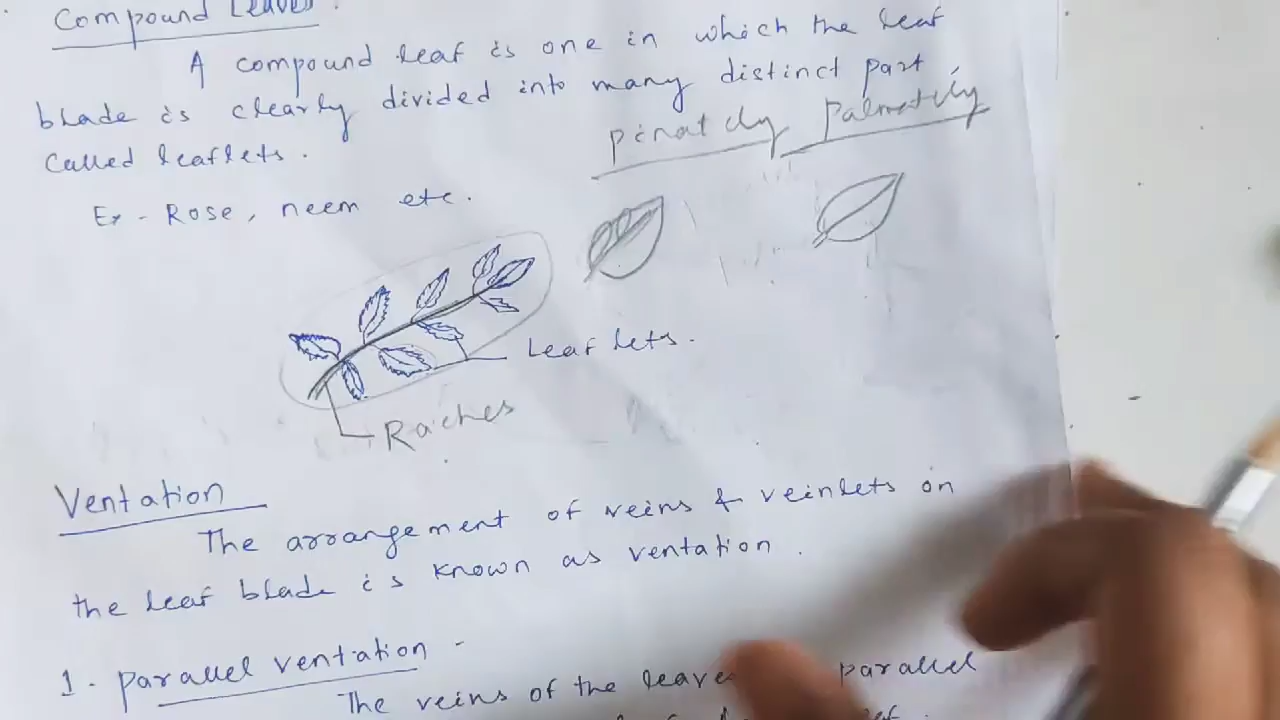 Compound Leaves
A compound leaf is one in which the leaf
blade is clearly divided into many distinct part,
called leaflets.
pinately palmately
Ex - Rose, neem etc.
Leaflets.
Raches
Ventation
The arrangement of veins & veinlets on
the leaf blade is known as ventation.
1. parallel ventation -
The veins of the leave parallel